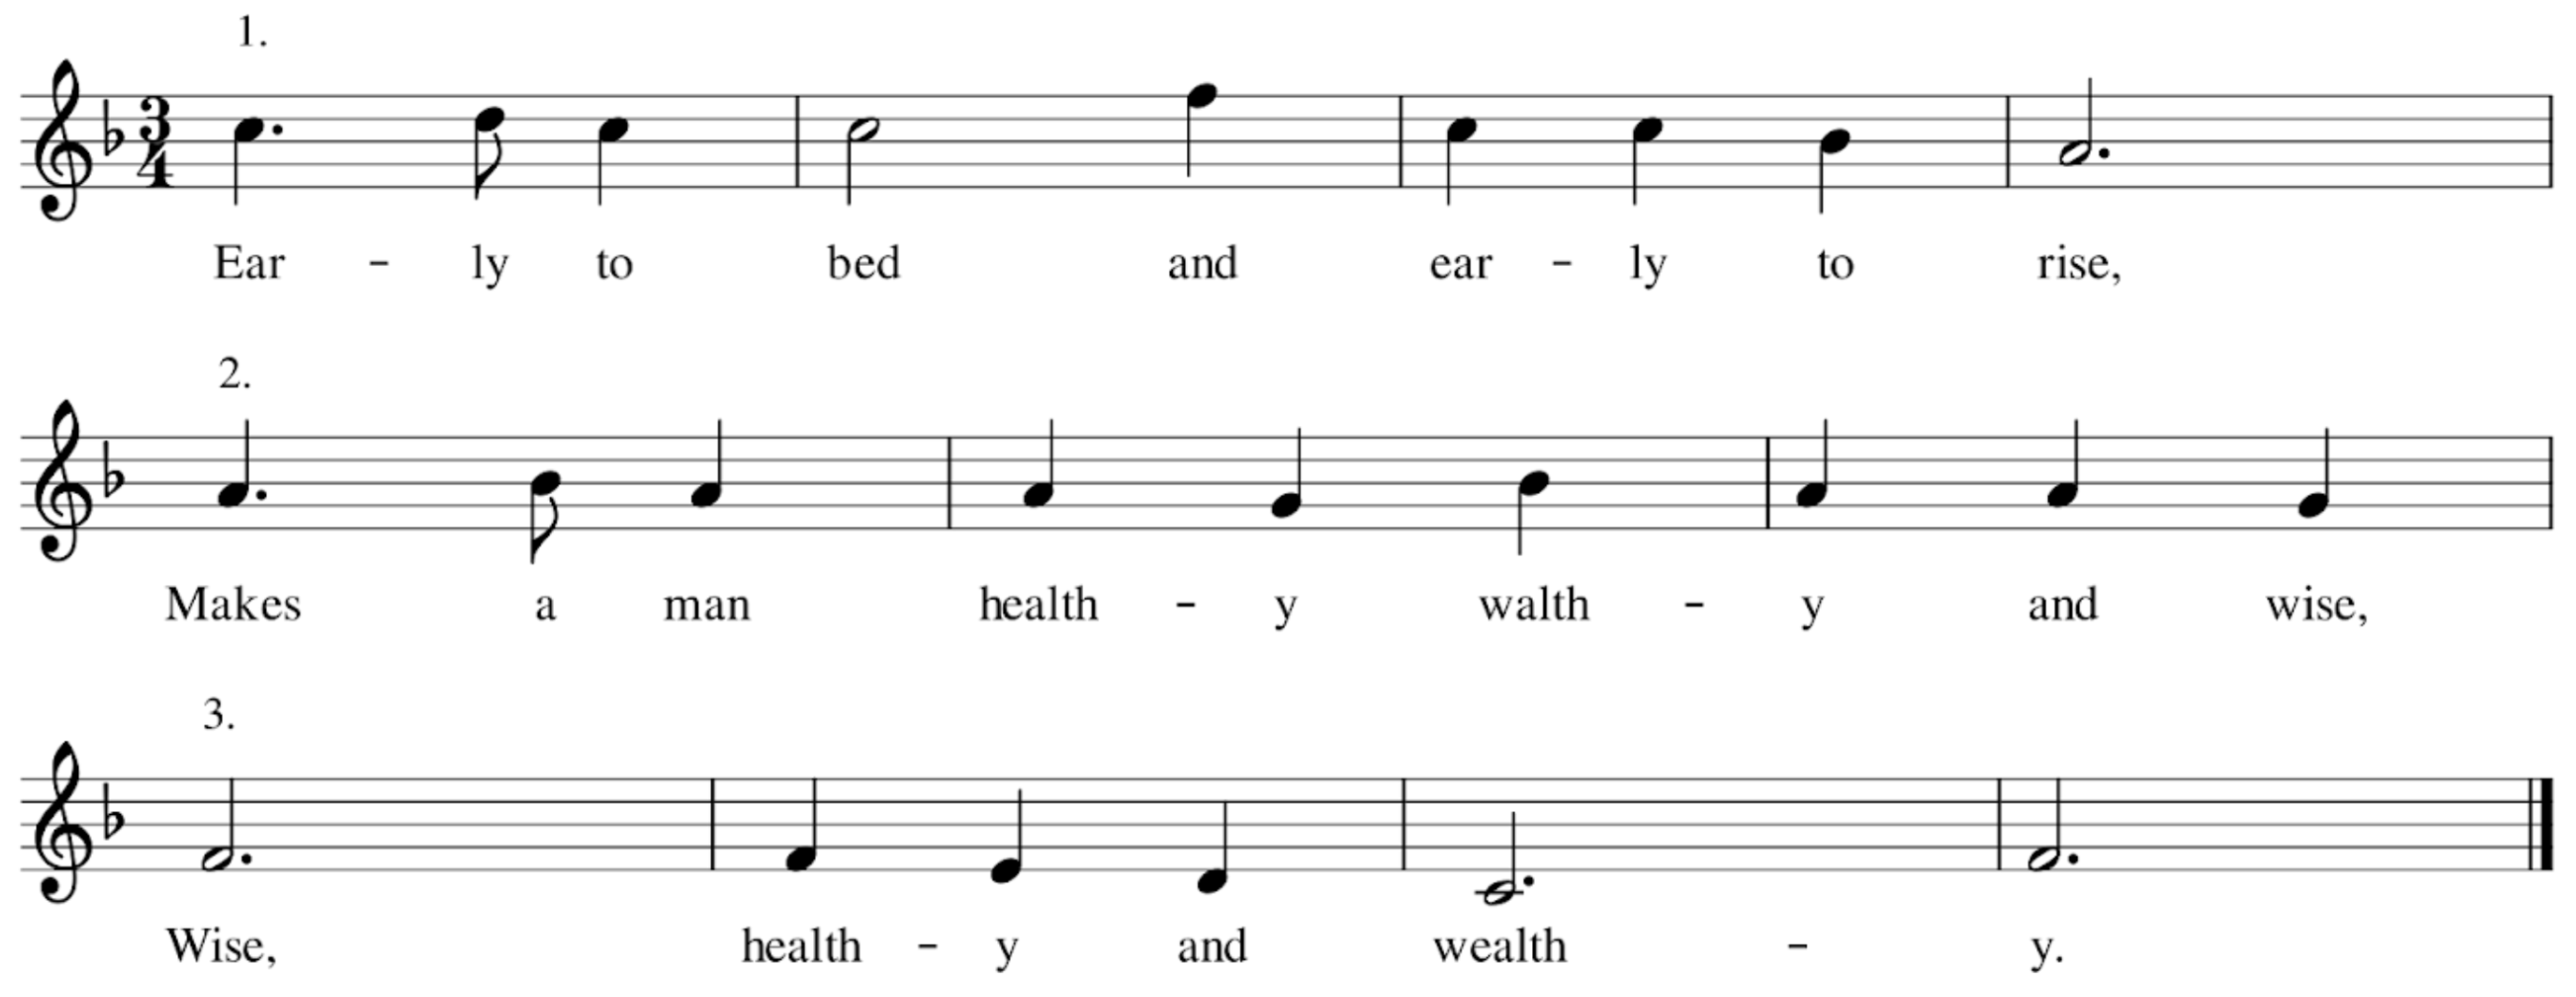 1.
3
4
Ear - ly to bed and ear - ly to rise,
2.
Makes a man health - y walth - y and wise,
3.
Wise, health - y and wealth - y.